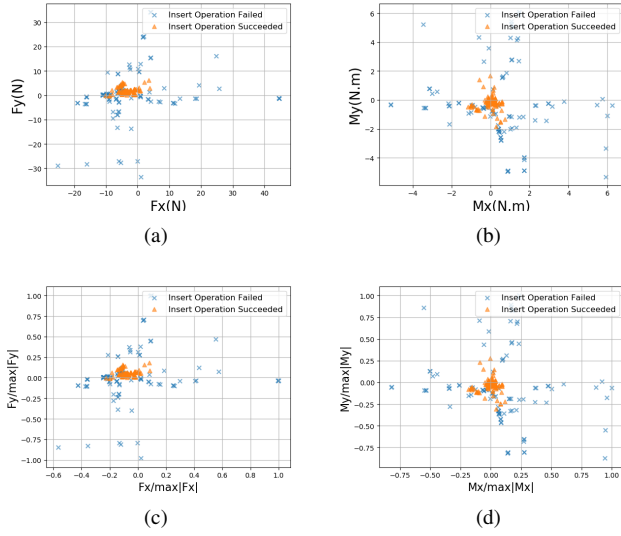 Insert Operation Failed
Insert Operation Succeeded
30
20
10
0
−10
−20
−30
Fy(N)
−20 −10 0 10 20 30 40
Fx(N)
(a)
Insert Operation Failed
Insert Operation Succeeded
6
4
2
0
−2
−4
My(N.m)
−4 −2 0 2 4 6
Mx(N.m)
(b)
Insert Operation Failed
Insert Operation Succeeded
1.00
0.75
0.50
0.25
0.00
−0.25
−0.50
−0.75
−1.00
Fy/max|Fy|
−0.6 −0.4 −0.2 0.0 0.2 0.4 0.6 0.8 1.0
Fx/max|Fx|
(c)
Insert Operation Failed
Insert Operation Succeeded
1.00
0.75
0.50
0.25
0.00
−0.25
−0.50
−0.75
My/max|My|
−0.75 −0.50 −0.25 0.00 0.25 0.50 0.75 1.00
Mx/max|Mx|
(d)